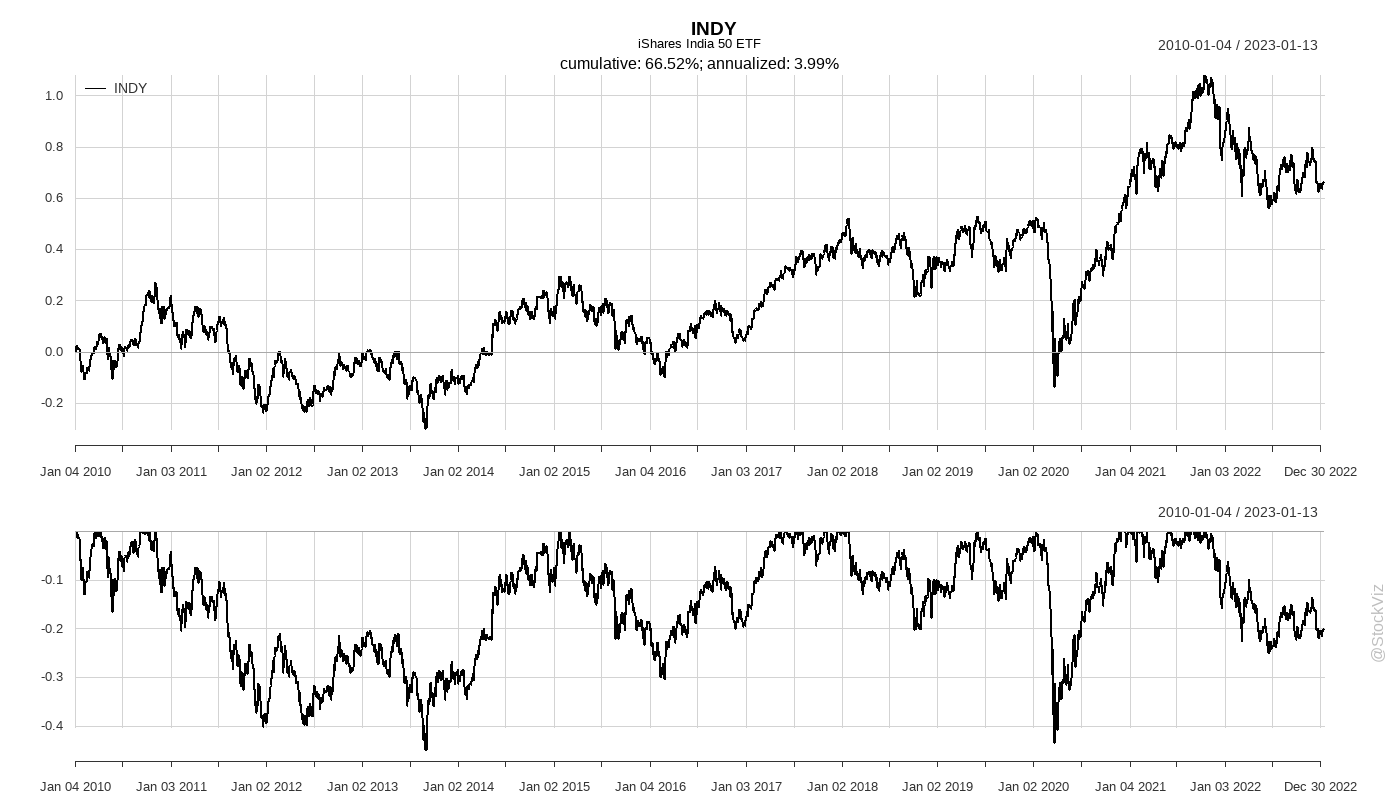 INDY
iShares India 50 ETF
2010-01-04 / 2023-01-13
cumulative: 66.52%; annualized: 3.99%
INDY
1.0
0.8
0.6
0.4
0.2
0.0
-0.2
Jan 04 2010 Jan 03 2011 Jan 02 2012 Jan 02 2013 Jan 02 2014 Jan 02 2015 Jan 04 2016 Jan 03 2017 Jan 02 2018 Jan 02 2019 Jan 02 2020 Jan 04 2021 Jan 03 2022 Dec 30 2022
2010-01-04 / 2023-01-13
-0.1
-0.2
-0.3
-0.4
@StockViz
Jan 04 2010 Jan 03 2011 Jan 02 2012 Jan 02 2013 Jan 02 2014 Jan 02 2015 Jan 04 2016 Jan 03 2017 Jan 02 2018 Jan 02 2019 Jan 02 2020 Jan 04 2021 Jan 03 2022 Dec 30 2022